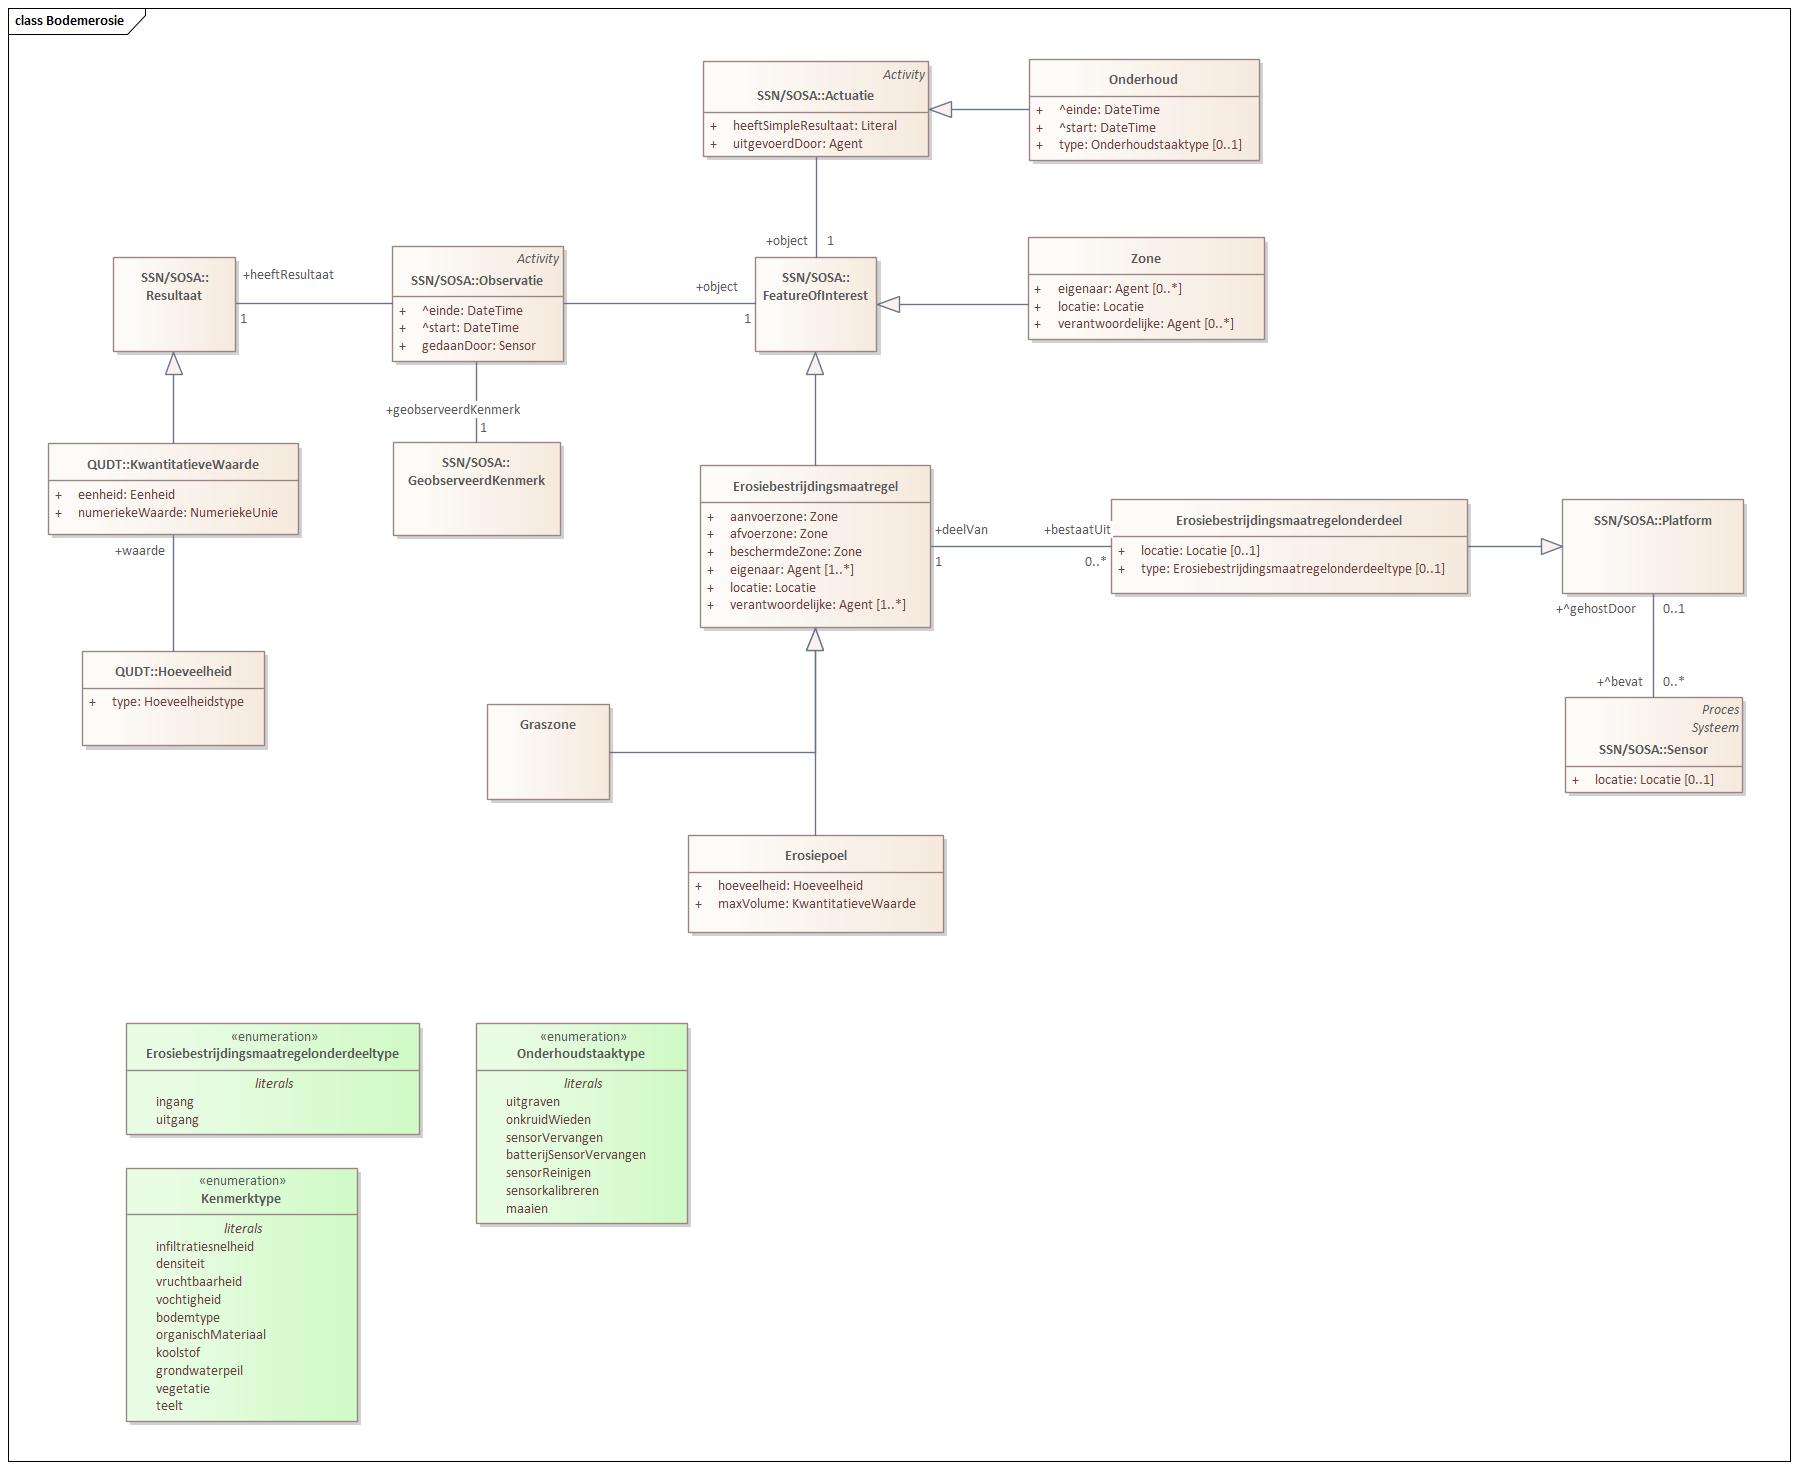 class Bodemerosie
Activity
SSN/SOSA::Actuatie
+ heeftSimpleResultaat: Literal
+ uitgevoerdDoor: Agent
Onderhoud
+ ^einde: DateTime
+ ^start: DateTime
+ type: Onderhoudstaaktype [0..1]
+object
1
SSN/SOSA::
Resultaat
+heeftResultaat
1
Activity
SSN/SOSA::Observatie
+ ^einde: DateTime
+ ^start: DateTime
+ gedaanDoor: Sensor
+object
1
SSN/SOSA::
FeatureOfInterest
Zone
+ eigenaar: Agent [0..*]
+ locatie: Locatie
+ verantwoordelijke: Agent [0..*]
+geobserveerdKenmerk
1
SSN/SOSA::
GeobserveerdKenmerk
QUDT::KwantitatieveWaarde
+ eenheid: Eenheid
+ numeriekeWaarde: NumeriekeUnie
+waarde
QUDT::Hoeveelheid
+ type: Hoeveelheidstype
Erosiebestrijdingsmaatregel
+ aanvoerzone: Zone
+ afvoerzone: Zone
+ beschermdeZone: Zone
+ eigenaar: Agent [1..*]
+ locatie: Locatie
+ verantwoordelijke: Agent [1..*]
+deelVan
1
+bestaatUit
0..*
Erosiebestrijdingsmaatregelonderdeel
+ locatie: Locatie [0..1]
+ type: Erosiebestrijdingsmaatregelonderdeeltype [0..1]
SSN/SOSA::Platform
+^gehostDoor
0..1
+^bevat
0..*
Proces
Systeem
SSN/SOSA::Sensor
+ locatie: Locatie [0..1]
Graszone
Erosiepoel
+ hoeveelheid: Hoeveelheid
+ maxVolume: KwantitatieveWaarde
«enumeration»
Erosiebestrijdingsmaatregelonderdeeltype
literals
ingang
uitgang
«enumeration»
Onderhoudstaaktype
literals
uitgraven
onkruidWieden
sensorVervangen
batterijSensorVervangen
sensorReinigen
sensorkalibreren
maaien
«enumeration»
Kenmerktype
literals
infiltratiesnelheid
densiteit
vruchtbaarheid
vochtigheid
bodemtype
organischMateriaal
koolstof
grondwaterpeil
vegetatie
teelt